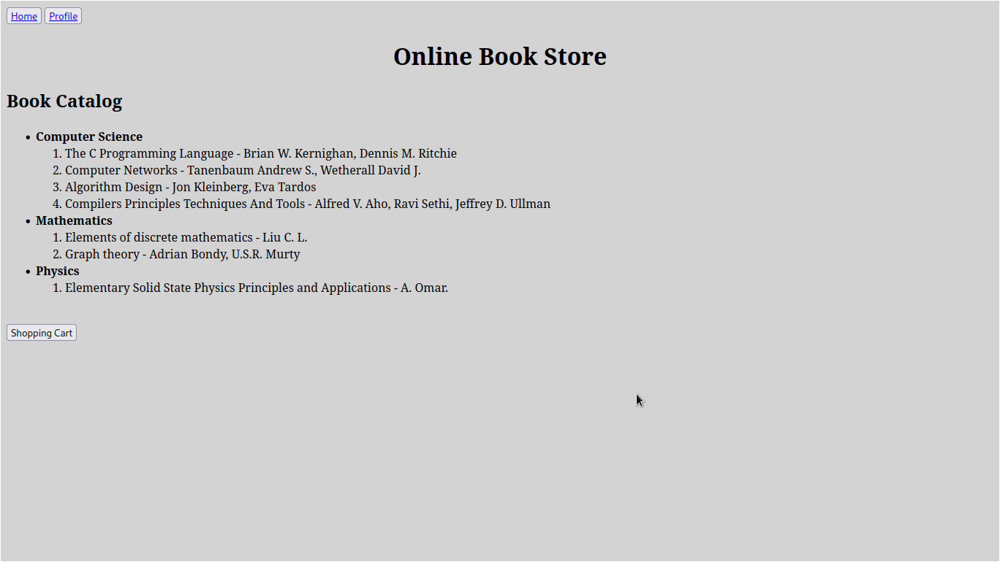 Home Profile
Online Book Store
Book Catalog
• Computer Science
1. The C Programming Language - Brian W. Kernighan, Dennis M. Ritchie
2. Computer Networks - Tanenbaum Andrew S., Wetherall David J.
3. Algorithm Design - Jon Kleinberg, Eva Tardos
4. Compilers Principles Techniques And Tools - Alfred V. Aho, Ravi Sethi, Jeffrey D. Ullman
• Mathematics
1. Elements of discrete mathematics - Liu C. L.
2. Graph theory - Adrian Bondy, U.S.R. Murty
• Physics
1. Elementary Solid State Physics Principles and Applications - A. Omar.
Shopping Cart